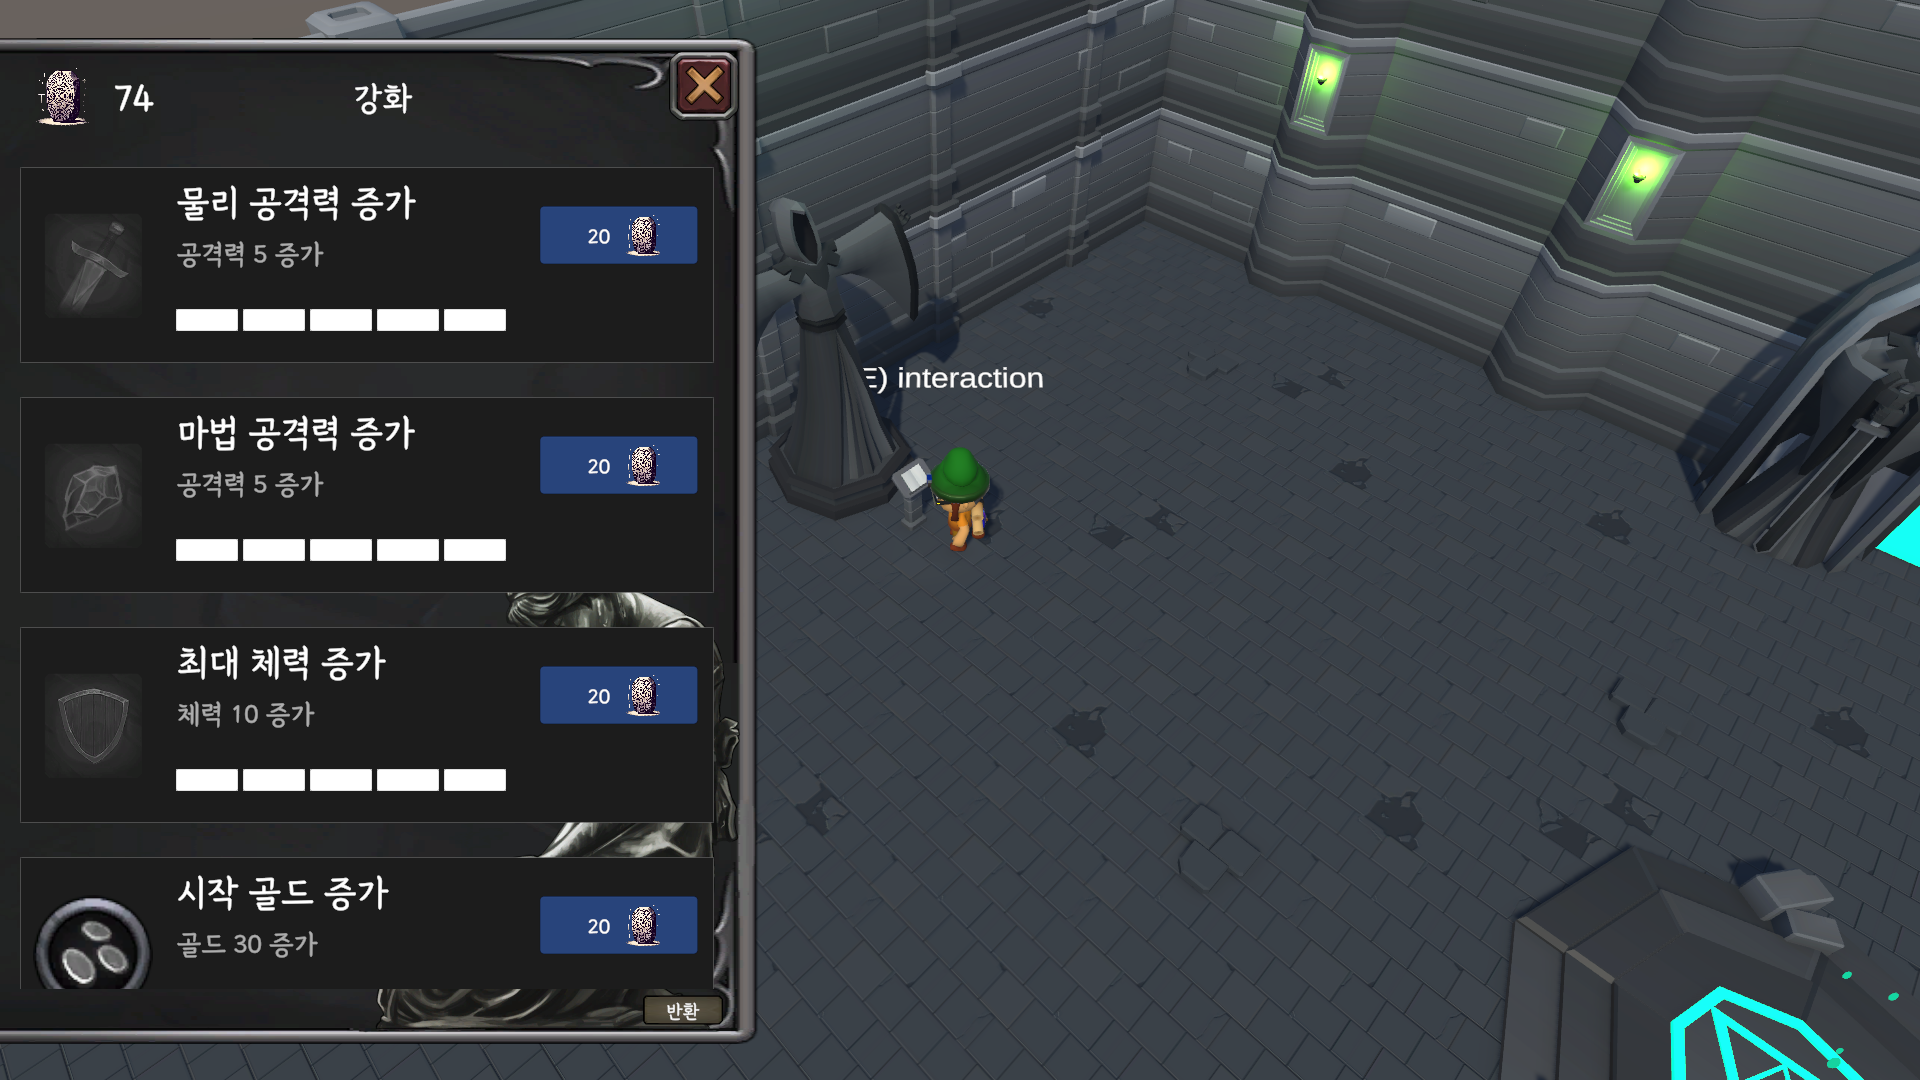 74
강화
물리 공격력 증가
공격력 5 증가
20
마법 공격력 증가
공격력 5 증가
20
최대 체력 증가
체력 10 증가
20
시작 골드 증가
골드 30 증가
20
반환
E) interaction